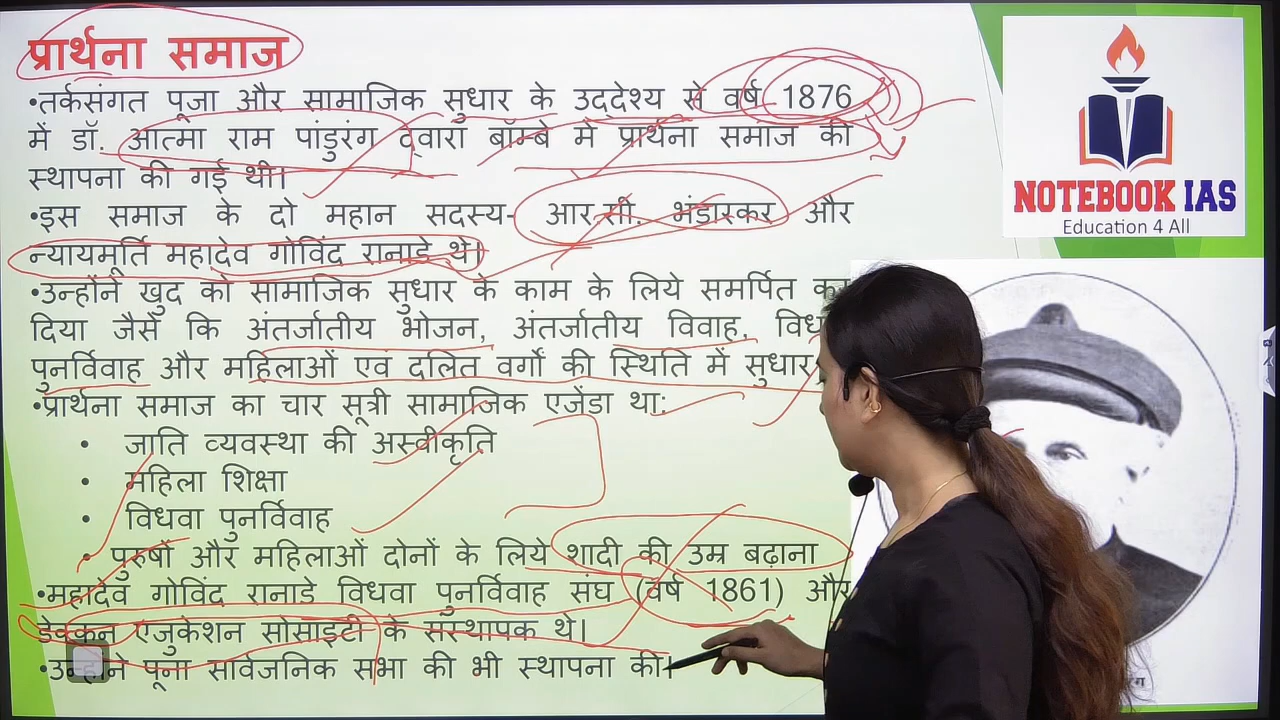 प्रार्थना समाज
•तर्कसंगत पूजा और सामाजिक सुधार के उद्देश्य से वर्ष 1876
में डॉ. आत्मा राम पांडुरंग द्वारा बॉम्बे में प्रार्थना समाज की
स्थापना की गई थी।
•इस समाज के दो महान सदस्य- आर.सी. भंडारकर और
न्यायमूर्ति महादेव गोविंद रानाडे थे।
•उन्होंने खुद को सामाजिक सुधार के काम के लिये समर्पित कर
दिया जैसे कि अंतर्जातीय भोजन, अंतर्जातीय विवाह,
पुनर्विवाह और महिलाओं एवं दलित वर्गों की स्थिति में सुधार
•प्रार्थना समाज का चार सूत्री सामाजिक एजेंडा था:
• जाति व्यवस्था की अस्वीकृति
• महिला शिक्षा
• विधवा पुनर्विवाह
• पुरुषों और महिलाओं दोनों के लिये शादी की उम्र बढ़ाना
•महादेव गोविंद रानाडे विधवा पुनर्विवाह संघ (वर्ष 1861) और
डेक्कन एजुकेशन सोसाइटी के संस्थापक थे।
•उन्होंने पूना सार्वजनिक सभा की भी स्थापना की।
NOTEBOOK IAS
Education 4 All